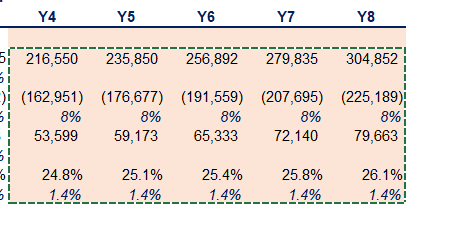 Y4 Y5 Y6 Y7 Y8
5 216,550 235,850 256,892 279,835 304,852
%
) (162,951) (176,677) (191,559) (207,695) (225,189)
% 8% 8% 8% 8% 8%
53,599 59,173 65,333 72,140 79,663
%
% 24.8% 25.1% 25.4% 25.8% 26.1%
% 1.4% 1.4% 1.4% 1.4% 1.4%